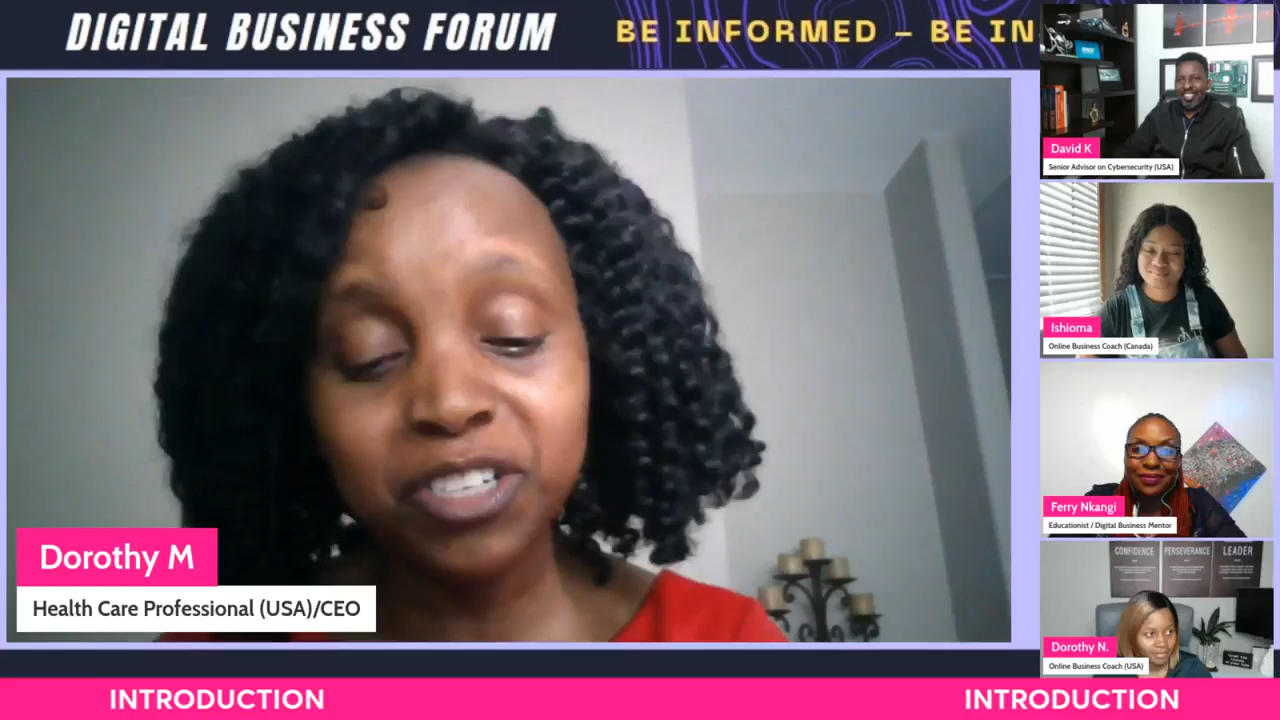 DIGITAL BUSINESS FORUM
BE INFORMED – BE IN
Dorothy M
Health Care Professional (USA)/CEO
David K
Senior Advisor on Cybersecurity (USA)
Ishioma
Online Business Coach (Canada)
Ferry Nkangi
Educationist / Digital Business Mentor
CONFIDENCE
PERSEVERANCE
LEADER
Dorothy N.
Online Business Coach (USA)
INTRODUCTION
INTRODUCTION